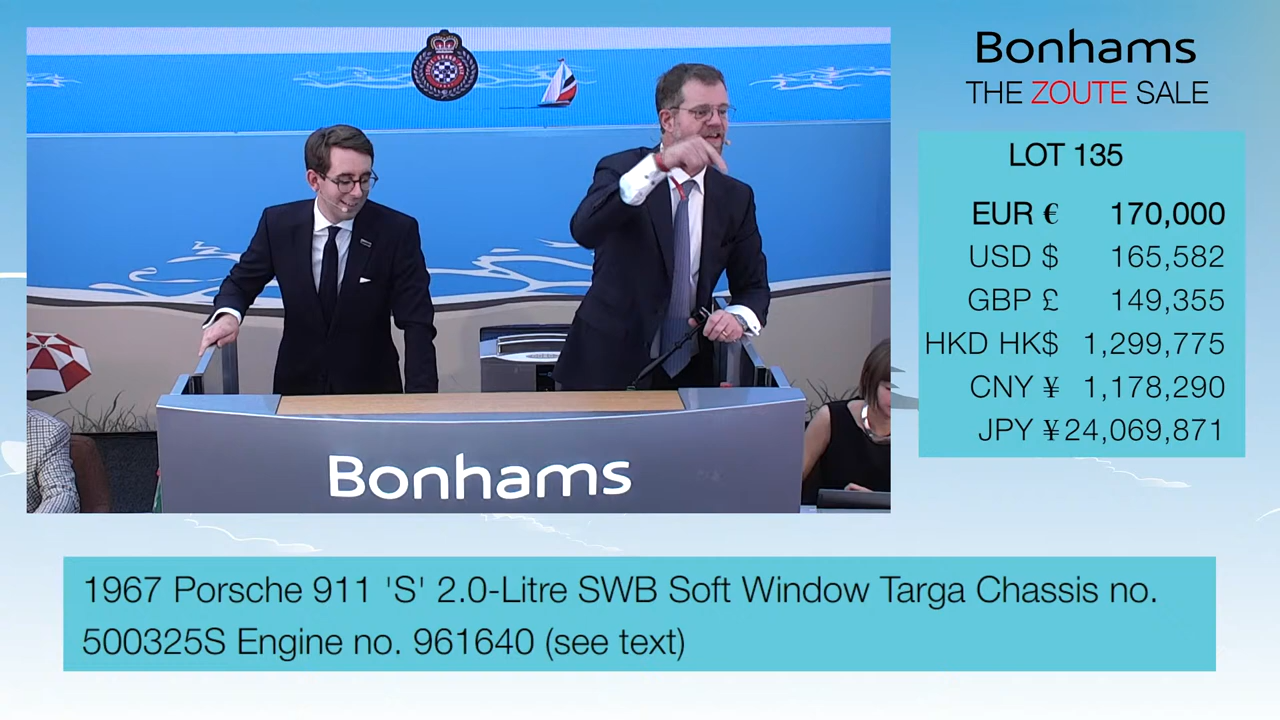 Bonhams
THE ZOUTE SALE
LOT 135
EUR € 170,000
USD $ 165,582
GBP £ 149,355
HKD HK$ 1,299,775
CNY ¥ 1,178,290
JPY ¥ 24,069,871
Bonhams
1967 Porsche 911 'S' 2.0-Litre SWB Soft Window Targa Chassis no.
500325S Engine no. 961640 (see text)